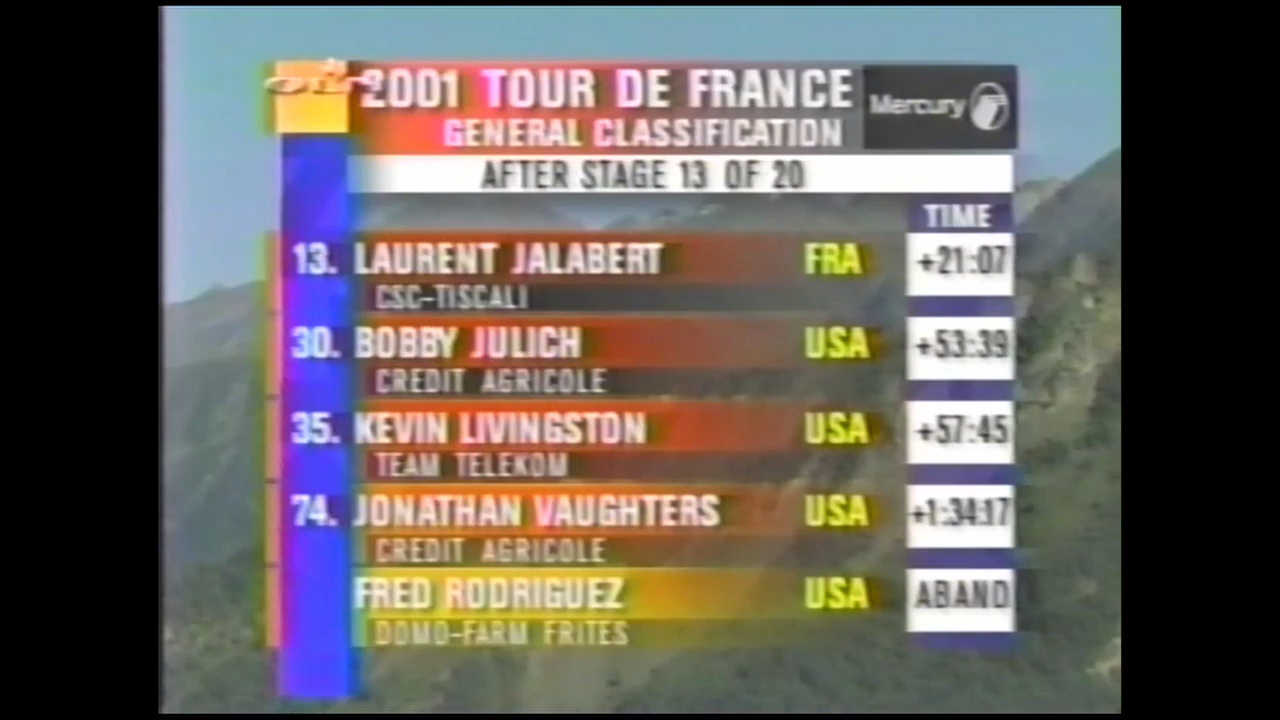 2001 TOUR DE FRANCE
Mercury
GENERAL CLASSIFICATION
AFTER STAGE 13 OF 20
TIME
13. LAURENT JALABERT FRA +21:07
CSC-TISCALI
30. BOBBY JULICH USA +53:39
CREDIT AGRICOLE
35. KEVIN LIVINGSTON USA +57:45
TEAM TELEKOM
74. JONATHAN VAUGHTERS USA +1:34:17
CREDIT AGRICOLE
FRED RODRIGUEZ USA ABAND
DOMO-FARM FRITES